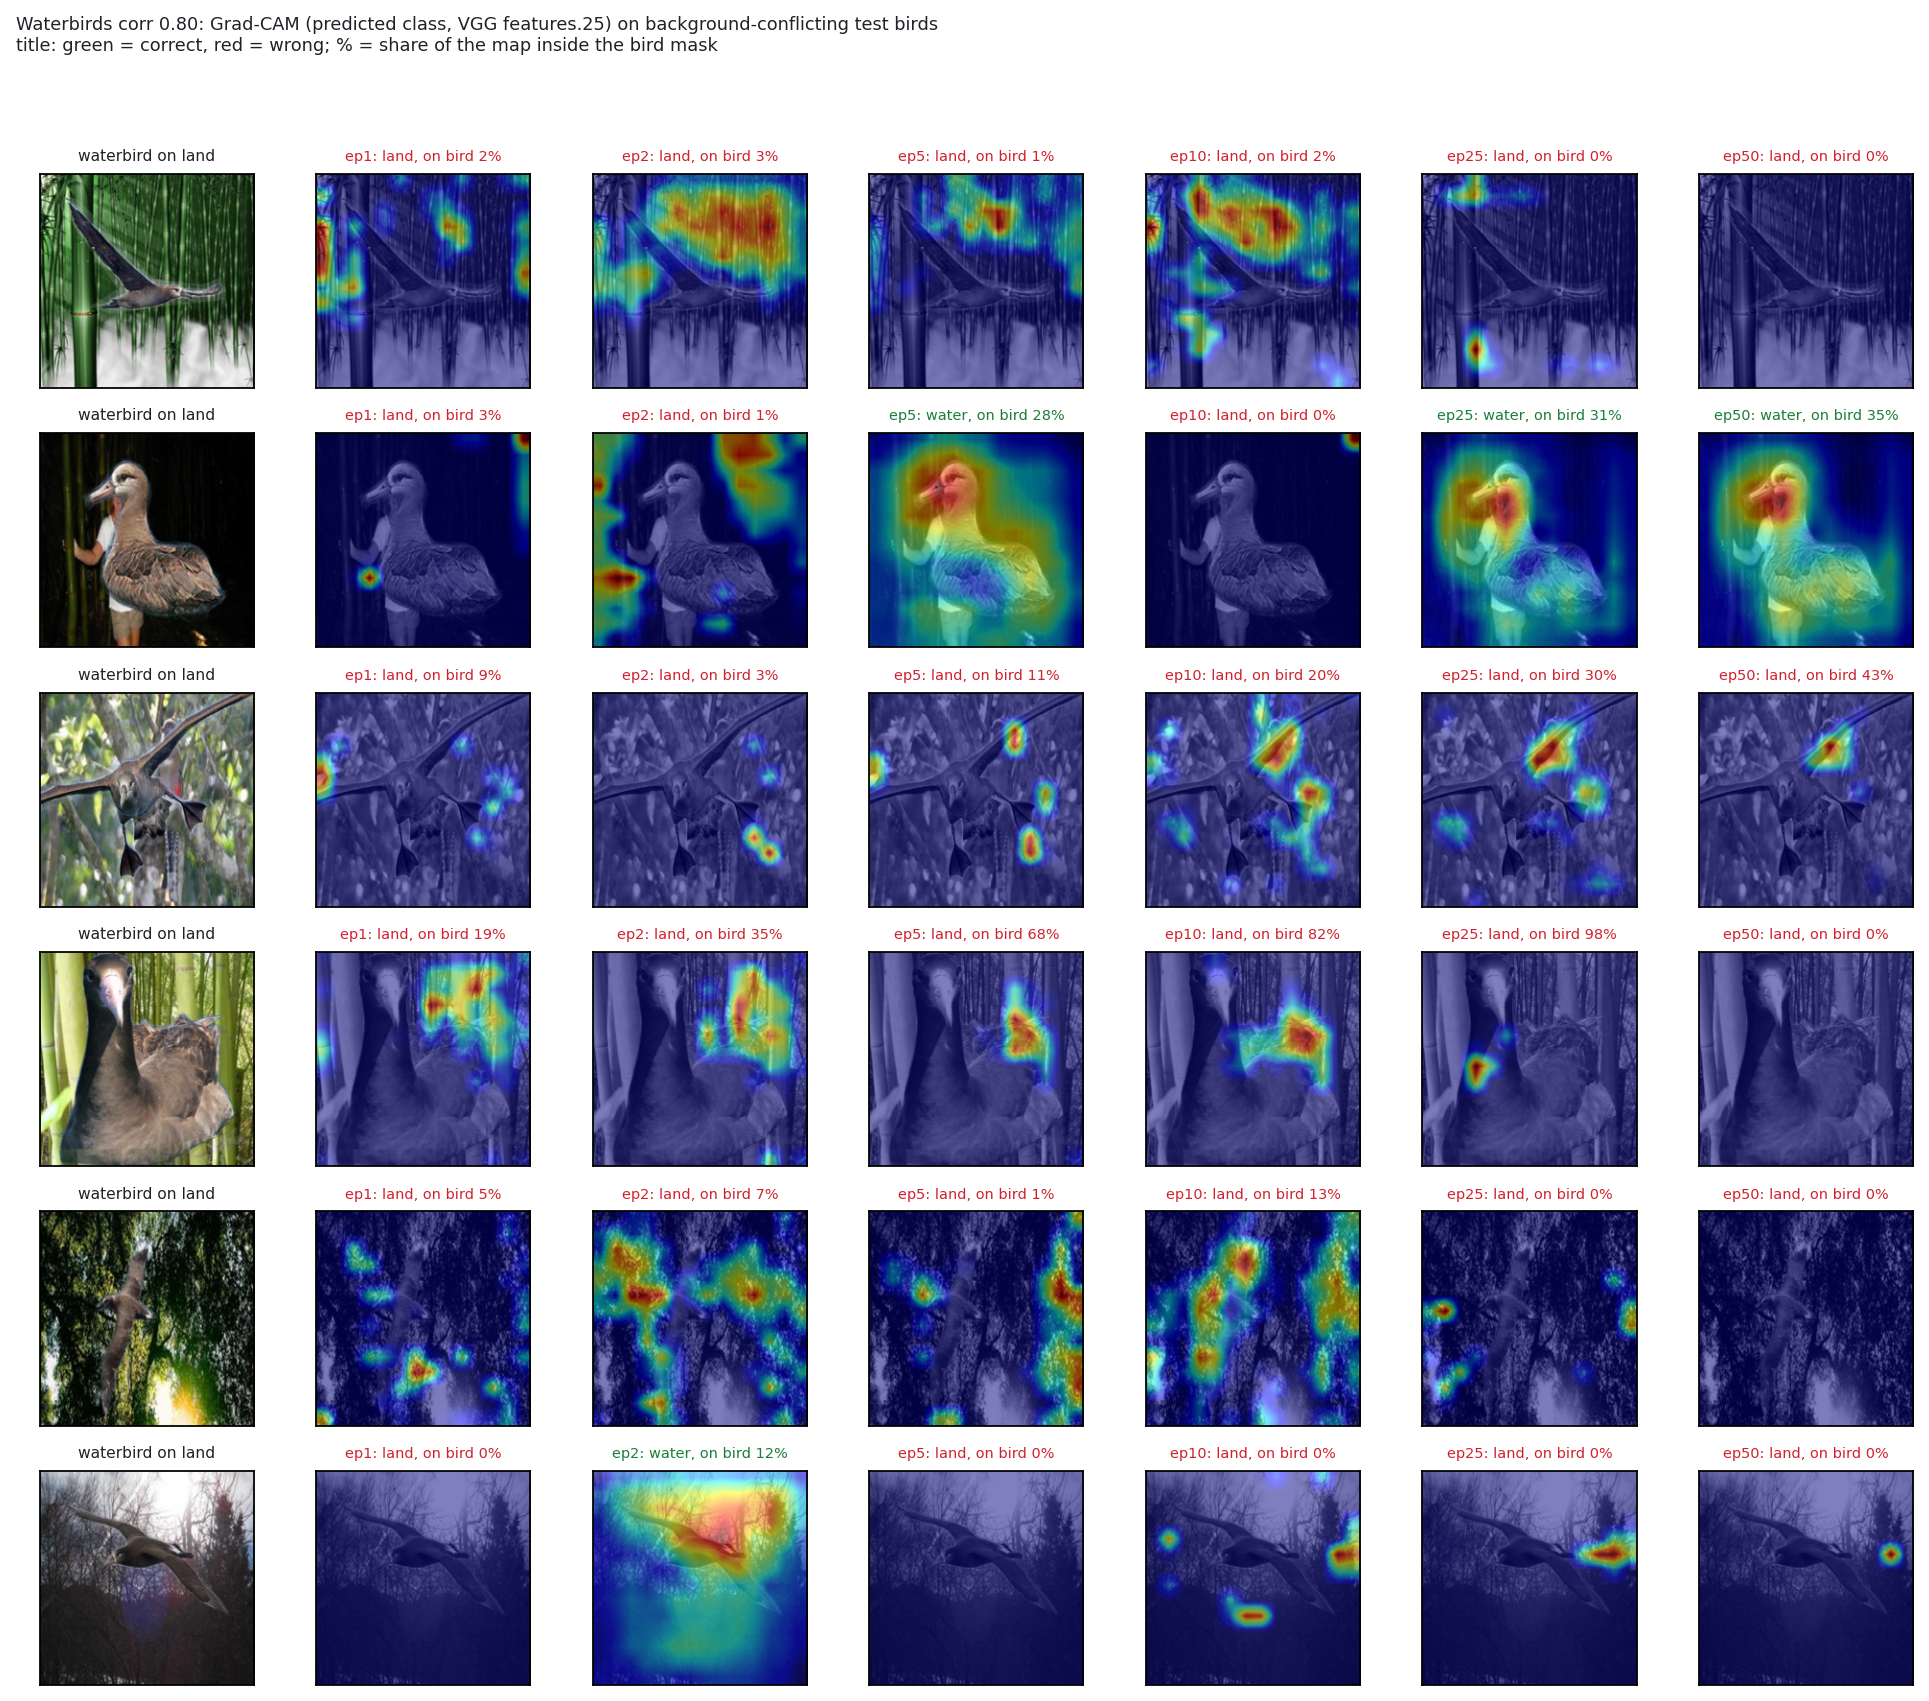 Waterbirds corr 0.80: Grad-CAM (predicted class, VGG features.25) on background-conflicting test birds
title: green = correct, red = wrong; % = share of the map inside the bird mask
waterbird on land
ep1: land, on bird 2%
ep2: land, on bird 3%
ep5: land, on bird 1%
ep10: land, on bird 2%
ep25: land, on bird 0%
ep50: land, on bird 0%
waterbird on land
ep1: land, on bird 3%
ep2: land, on bird 1%
ep5: water, on bird 28%
ep10: land, on bird 0%
ep25: water, on bird 31%
ep50: water, on bird 35%
waterbird on land
ep1: land, on bird 9%
ep2: land, on bird 3%
ep5: land, on bird 11%
ep10: land, on bird 20%
ep25: land, on bird 30%
ep50: land, on bird 43%
waterbird on land
ep1: land, on bird 19%
ep2: land, on bird 35%
ep5: land, on bird 68%
ep10: land, on bird 82%
ep25: land, on bird 98%
ep50: land, on bird 0%
waterbird on land
ep1: land, on bird 5%
ep2: land, on bird 7%
ep5: land, on bird 1%
ep10: land, on bird 13%
ep25: land, on bird 0%
ep50: land, on bird 0%
waterbird on land
ep1: land, on bird 0%
ep2: water, on bird 12%
ep5: land, on bird 0%
ep10: land, on bird 0%
ep25: land, on bird 0%
ep50: land, on bird 0%